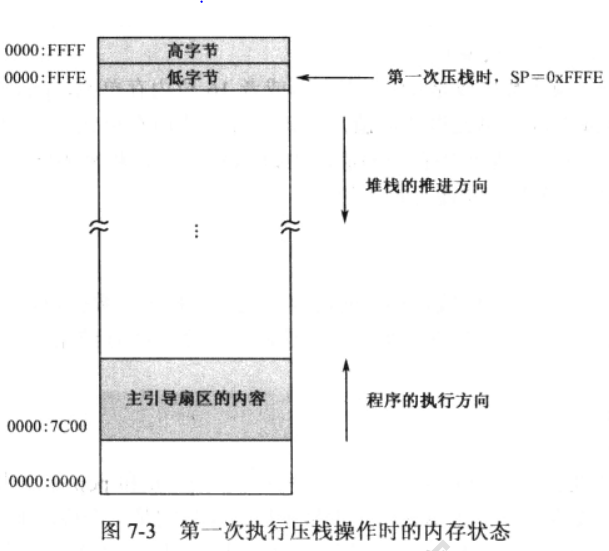 0000:FFFF 高字节
0000:FFFE 低字节 第一次压栈时，SP＝0xFFFE
堆栈的推进方向
⋮
主引导扇区的内容 程序的执行方向
0000:7C00
0000:0000
图 7-3 第一次执行压栈操作时的内存状态